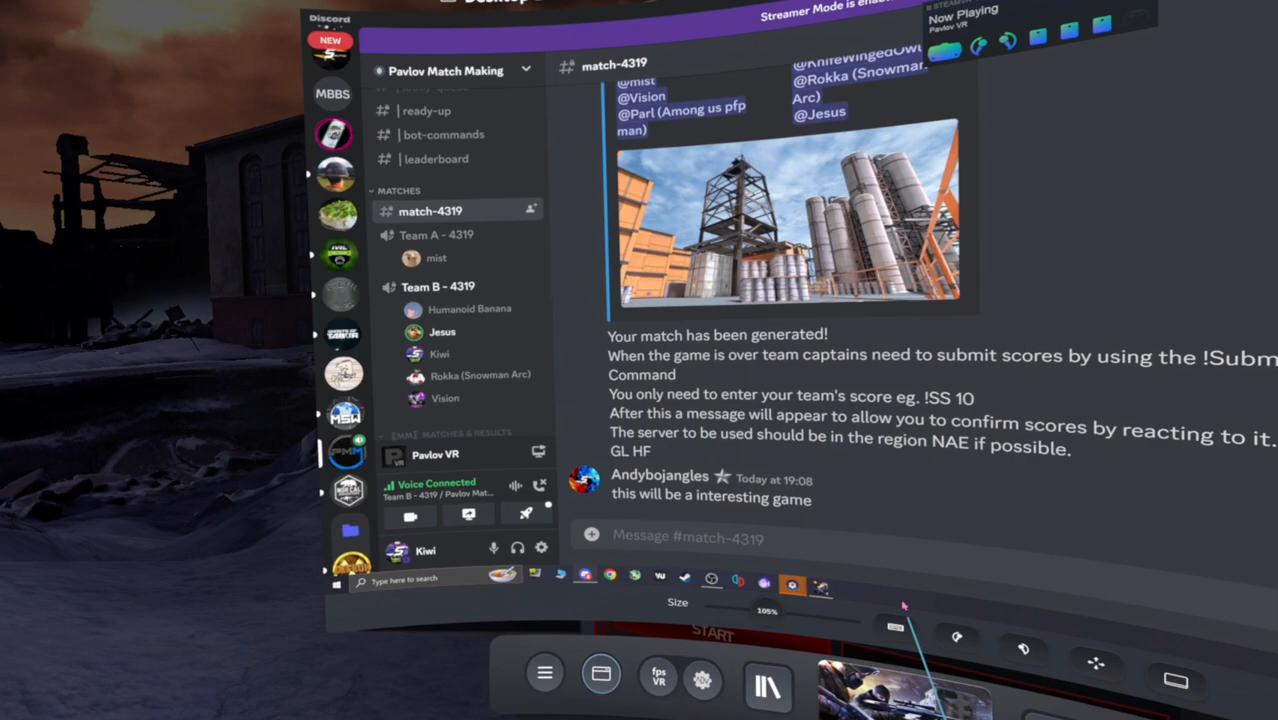 Desktop
Discord
Streamer Mode is
Now Playing
Pavlov VR
NEW
MBBS
Pavlov Match Making
match-4319
ready-up
bot-commands
leaderboard
MATCHES
match-4319
Team A - 4319
mist
Team B - 4319
Humanoid Banana
Jesus
Kiwi
Rokka (Snowman Arc)
Vision
[MM] MATCHES & RESULTS
Pavlov VR
Voice Connected
Team B - 4319 / Pavlov Mat...
Kiwi
@mist
@Vision
@Parl (Among us pfp
man)
@KnifeWingedOwl
@Rokka (Snowman
Arc)
@Jesus
Your match has been generated!
When the game is over team captains need to submit scores by using the !Subm
Command
You only need to enter your team's score eg. !SS 10
After this a message will appear to allow you to confirm scores by reacting to it.
The server to be used should be in the region NAE if possible.
GL HF
Andybojangles Today at 19:08
this will be a interesting game
Message #match-4319
Type here to search
Size
105%
START
fps
VR
MSW